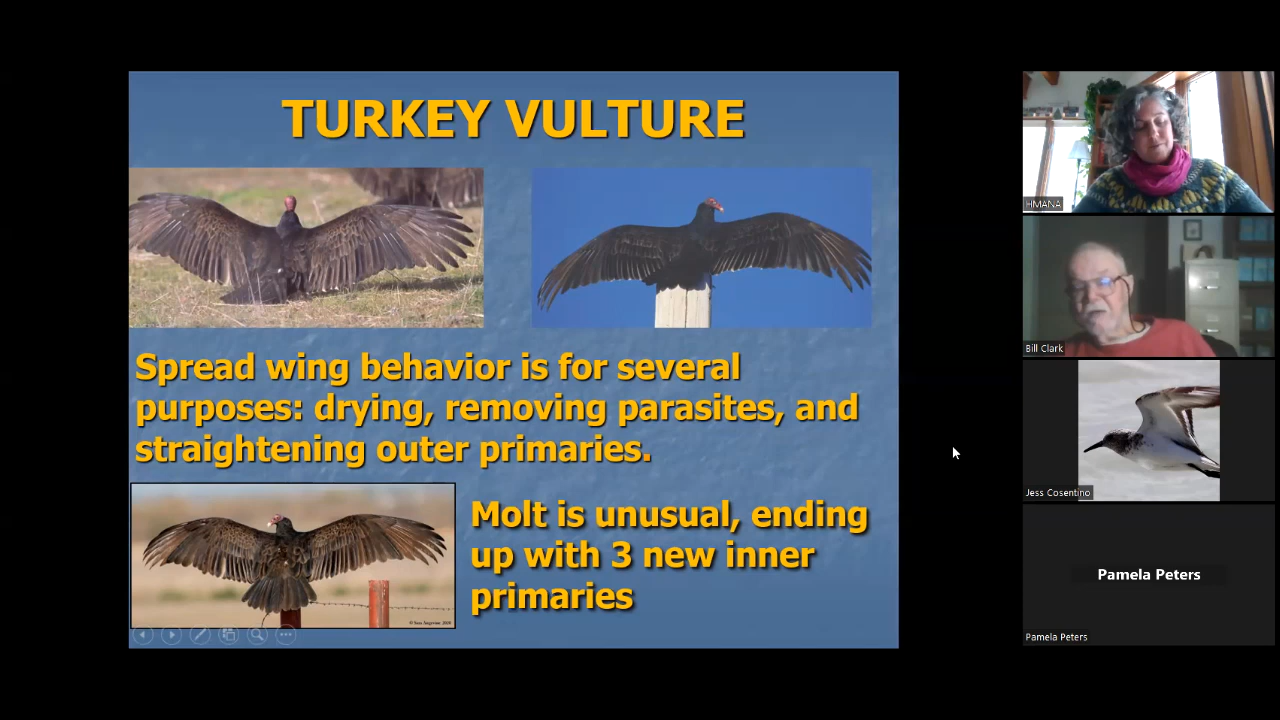 TURKEY VULTURE
Spread wing behavior is for several
purposes: drying, removing parasites, and
straightening outer primaries.
Molt is unusual, ending
up with 3 new inner
primaries
HMANA
Bill Clark
Jess Cosentino
Pamela Peters
Pamela Peters